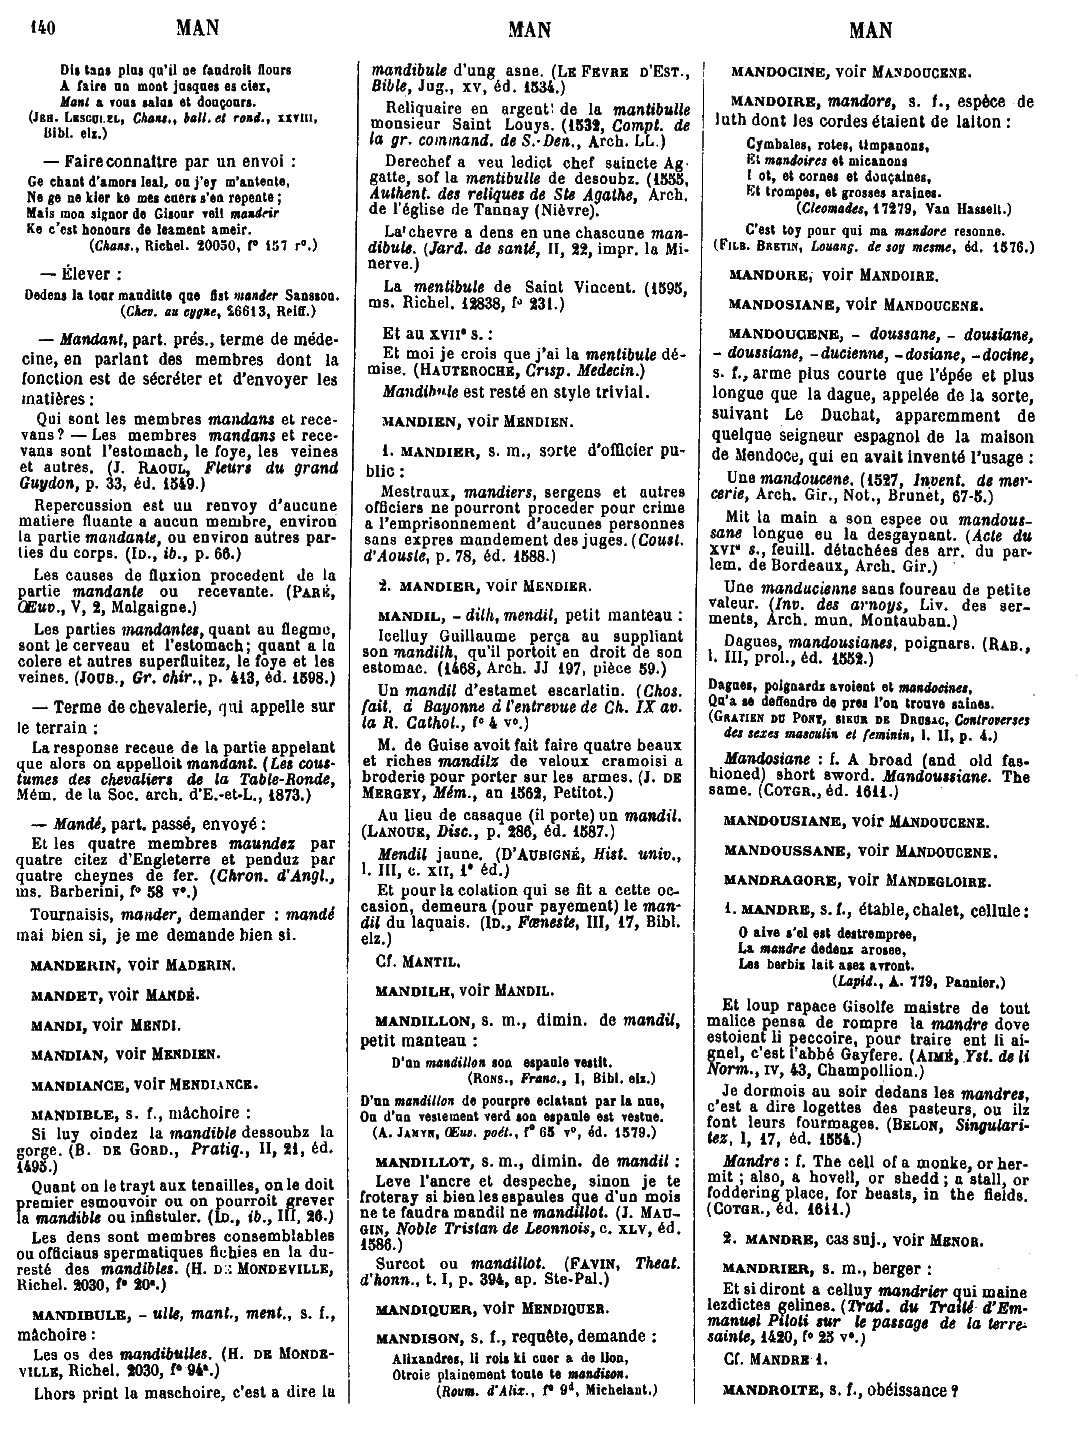 140 MAN MAN MAN
Dis tans plus qu'il ne faudroit flours
A faire un mont jusques es ciex,
Mant a vous salus et douçours.
(JEH. LESCUREL, Chans., ball. et rond., XXVIII,
Bibl. elz.)
— Faire connaître par un envoi :
Ge chant d'amors leal, ou j'ey m'antente,
Ne ge ne kier ke mes cuers s'en repente ;
Mais mon signor de Gisour veil mandeir
Ke c'est honours de leament ameir.
(Chans., Richel. 20050, f° 157 r°.)
— Élever :
Dedens la tour mauditte que fist mander Sansson.
(Chev. au cygne, 26613, Reiff.)
— Mandant, part. prés., terme de méde-
cine, en parlant des membres dont la
fonction est de sécréter et d'envoyer les
matières :
Qui sont les membres mandans et rece-
vans ? — Les membres mandans et rece-
vans sont l'estomach, le foye, les veines
et autres. (J. RAOUL, Fleurs du grand
Guydon, p. 33, éd. 1549.)
Repercussion est un renvoy d'aucune
matiere fluante a aucun membre, environ
la partie mandante, ou environ autres par-
ties du corps. (ID., ib., p. 66.)
Les causes de fluxion procedent de la
partie mandante ou recevante. (PARÉ,
Œuv., V, 2, Malgaigne.)
Les parties mandantes, quant au flegme,
sont le cerveau et l'estomach; quant a la
colere et autres superfluitez, le foye et les
veines. (JOUB., Gr. chir., p. 413, éd. 1598.)
— Terme de chevalerie, qui appelle sur
le terrain :
La response receue de la partie appelant
que alors on appelloit mandant. (Les cous-
tumes des chevaliers de la Table-Ronde,
Mém. de la Soc. arch. d'E.-et-L., 1873.)
— Mandé, part. passé, envoyé :
Et les quatre membres maundez par
quatre citez d'Engleterre et penduz par
quatre cheynes de fer. (Chron. d'Angl.,
ms. Barberini, f° 58 v°.)
Tournaisis, mander, demander : mandé
mai bien si, je me demande bien si.
MANDERIN, voir MADERIN.
MANDET, voir MANDÉ.
MANDI, voir MENDI.
MANDIAN, voir MENDIEN.
MANDIANCE, voir MENDIANCE.
MANDIBLE, s. f., mâchoire :
Si luy oindez la mandible dessoubz la
gorge. (B. DE GORD., Pratiq., II, 21, éd.
1495.)
Quant on le trayt aux tenailles, on le doit
premier esmouvoir ou on pourroit grever
la mandible ou infistuler. (ID., ib., III, 26.)
Les dens sont membres consemblables
ou officiaus spermatiques fichies en la du-
resté des mandibles. (H. DE MONDEVILLE,
Richel. 2030, f° 20ª.)
MANDIBULE, - ulle, mant., ment., s. f.,
mâchoire :
Les os des mandibulles. (H. DE MONDE-
VILLE, Richel. 2030, f° 94ª.)
Lhors print la maschoire, c'est a dire la
mandibule d'ung asne. (LE FEVRE D'EST.,
Bible, Jug., XV, éd. 1534.)
Reliquaire en argent de la mantibulle
monsieur Saint Louys. (1532, Compt. de
la gr. command. de S.-Den., Arch. LL.)
Derechef a veu ledict chef saincte Ag-
gatte, sof la mentibulle de desoubz. (1555,
Authent. des reliques de Ste Agathe, Arch.
de l'église de Tannay (Nièvre).
La chevre a dens en une chascune man-
dibule. (Jard. de santé, II, 22, impr. la Mi-
nerve.)
La mentibule de Saint Vincent. (1595,
ms. Richel. 12838, f° 231.)
Et au XVIIe s. :
Et moi je crois que j'ai la mentibule dé-
mise. (HAUTEROCHE, Crisp. Medecin.)
Mandibule est resté en style trivial.
MANDIEN, voir MENDIEN.
1. MANDIER, s. m., sorte d'officier pu-
blic :
Mestraux, mandiers, sergens et autres
officiers ne pourront proceder pour crime
a l'emprisonnement d'aucunes personnes
sans expres mandement des juges. (Coust.
d'Aouste, p. 78, éd. 1588.)
2. MANDIER, voir MENDIER.
MANDIL, - dilh, mendil, petit manteau :
Icelluy Guillaume perça au suppliant
son mandilh, qu'il portoit en droit de son
estomac. (1468, Arch. JJ 197, pièce 59.)
Un mandil d'estamet escarlatin. (Chos.
fait. à Bayonne à l'entrevue de Ch. IX av.
la R. Cathol., f° 4 v°.)
M. de Guise avoit fait faire quatre beaux
et riches mandilz de veloux cramoisi a
broderie pour porter sur les armes. (J. DE
MERGEY, Mém., an 1562, Petitot.)
Au lieu de casaque (il porte) un mandil.
(LANOUE, Disc., p. 286, éd. 1587.)
Mendil jaune. (D'AUBIGNÉ, Hist. univ.,
l. III, c. XII, 1e éd.)
Et pour la colation qui se fit a cette oc-
casion, demeura (pour payement) le man-
dil du laquais. (ID., Fœneste, III, 17, Bibl.
elz.)
Cf. MANTIL.
MANDILH, voir MANDIL.
MANDILLON, s. m., dimin. de mandil,
petit manteau :
D'un mandillon son espaule vestit.
(RONS., Franc., I, Bibl. elz.)
D'un mandillon de pourpre eclatant par la nue,
Ou d'un vestement verd son espaule est vestue.
(A. JAMYN, Œus. poét., f° 65 v°, éd. 1579.)
MANDILLOT, s. m., dimin. de mandil :
Leve l'ancre et despeche, sinon je te
froteray si bien les espaules que d'un mois
ne te faudra mandil ne mandillot. (J. MAU-
GIN, Noble Tristan de Leonnois, c. XLV, éd.
1586.)
Surcot ou mandillot. (FAVIN, Theat.
d'honn., t. I, p. 394, ap. Ste-Pal.)
MANDIQUER, voir MENDIQUER.
MANDISON, s. f., requête, demande :
Alixandres, li rois ki cuer a de lion,
Otroie plainement toute te mandison.
(Roum. d'Alix., f° 9d, Michelant.)
MANDOCINE, voir MANDOUCENE.
MANDOIRE, mandore, s. f., espèce de
luth dont les cordes étaient de laiton :
Cymbales, rotes, timpanons,
Et mandoires et micanons
I ot, et cornes et douçaines,
Et trompes, et grosses araines.
(Cleomades, 17279, Van Hasselt.)
C'est toy pour qui ma mandore resonne.
(FILB. BRETIN, Louang. de soy mesme, éd. 1576.)
MANDORE, voir MANDOIRE.
MANDOSIANE, voir MANDOUCENE.
MANDOUCENE, - doussane, - dousiane,
- doussiane, - ducienne, - dosiane, - docine,
s. f., arme plus courte que l'épée et plus
longue que la dague, appelée de la sorte,
suivant Le Duchat, apparemment de
quelque seigneur espagnol de la maison
de Mendoce, qui en avait inventé l'usage :
Une mandoucene. (1527, Invent. de mer-
cerie, Arch. Gir., Not., Brunet, 67-5.)
Mit la main a son espee ou mandous-
sane longue eu la desgaynant. (Acte du
XVIe s., feuill. détachées des arr. du par-
lem. de Bordeaux, Arch. Gir.)
Une manducienne sans foureau de petite
valeur. (Inv. des arnoys, Liv. des ser-
ments, Arch. mun. Montauban.)
Dagues, mandousianes, poignars. (RAB.,
l. III, prol., éd. 1552.)
Dagues, poignardz avoient et mandocines,
Qu'a se deffendre de pres l'on trouve saines.
(GRATIEN DU PONT, SIEUR DE DRUSAC, Controverses
des sexes masculin et feminin, l. II, p. 4.)
Mandosiane : f. A broad (and old fas-
hioned) short sword. Mandoussiane. The
same. (COTGR., éd. 1611.)
MANDOUSIANE, voir MANDOUCENE.
MANDOUSSANE, voir MANDOUCENE.
MANDRAGORE, voir MANDEGLOIRE.
1. MANDRE, s. f., étable, chalet, cellule :
O aive s'el est destrempree,
La mandre dedenz arosee,
Les berbiz lait asez avront.
(Lapid., A. 779, Pannier.)
Et loup rapace Gisolfe maistre de tout
malice pensa de rompre la mandre dove
estoient li peccoire, pour traire ent li ai-
gnel, c'est l'abbé Gayfere. (AIMÉ, Yst. de li
Norm., IV, 43, Champollion.)
Je dormois au soir dedans les mandres,
c'est a dire logettes des pasteurs, ou ilz
font leurs fourmages. (BELON, Singulari-
tez, I, 17, éd. 1554.)
Mandre : f. The cell of a monke, or her-
mit ; also, a hovell, or shedd ; a stall, or
foddering place, for beasts, in the fields.
(COTGR., éd. 1611.)
2. MANDRE, cas suj., voir MENOR.
MANDRIER, s. m., berger :
Et si diront a celluy mandrier qui maine
lezdictes gelines. (Trad. du Traité d'Em-
manuel Piloti sur le passage de la terre
sainte, 1420, f° 25 v°.)
Cf. MANDRE 1.
MANDROITE, s. f., obéissance ?